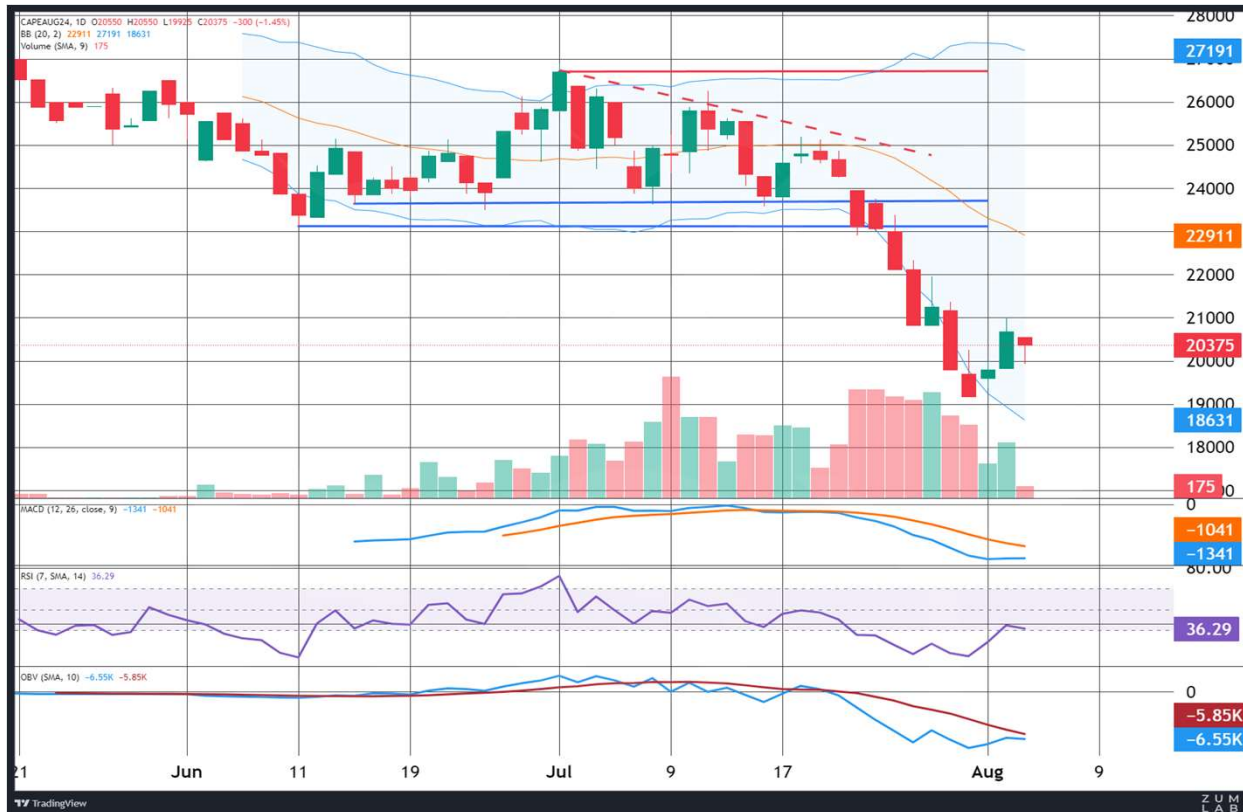 CAPEAUG24, 1D O20550 H20550 L19925 C20375 −300 (−1.45%)
BB (20, 2) 22911 27191 18631
Volume (SMA, 9) 175
28000
27191
26000
25000
24000
22911
22000
21000
20375
20000
19000
18631
18000
175
MACD (12, 26, close, 9) −1341 −1041
0
−1041
−1341
80.00
RSI (7, SMA, 14) 36.29
36.29
OBV (SMA, 10) −6.55K −5.85K
0
−5.85K
−6.55K
21 Jun 11 19 Jul 9 17 Aug 9
TradingView
ZUM
LAB